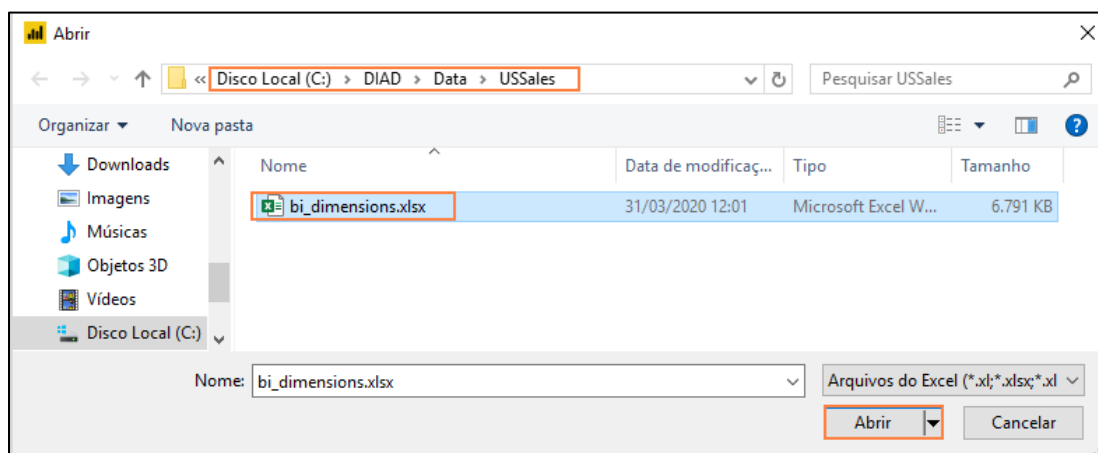 Abrir
« Disco Local (C:) > DIAD > Data > USSales
Pesquisar USSales
Organizar Nova pasta
Nome Data de modificaç... Tipo Tamanho
Downloads
Imagens
Músicas
Objetos 3D
Vídeos
Disco Local (C:)
bi_dimensions.xlsx 31/03/2020 12:01 Microsoft Excel W... 6.791 KB
Nome: bi_dimensions.xlsx Arquivos do Excel (*.xl;*.xlsx;*.xl
Abrir Cancelar